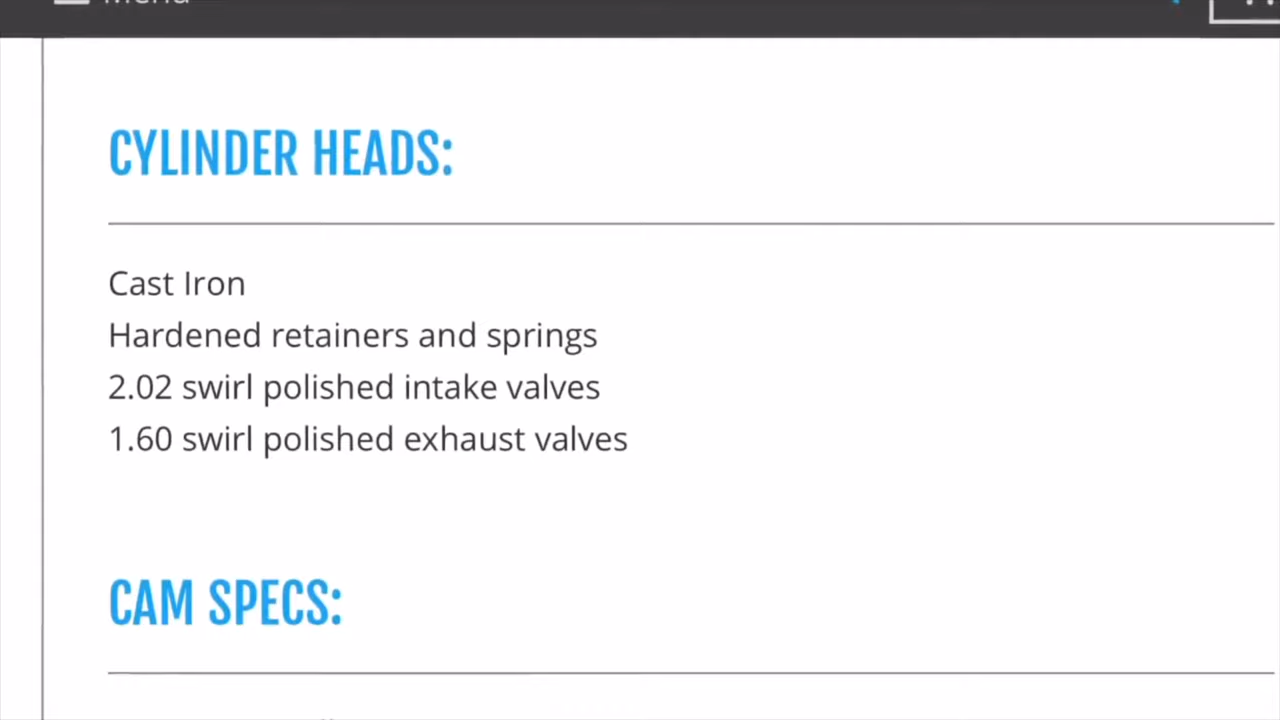 Menu
CYLINDER HEADS:
Cast Iron
Hardened retainers and springs
2.02 swirl polished intake valves
1.60 swirl polished exhaust valves
CAM SPECS: